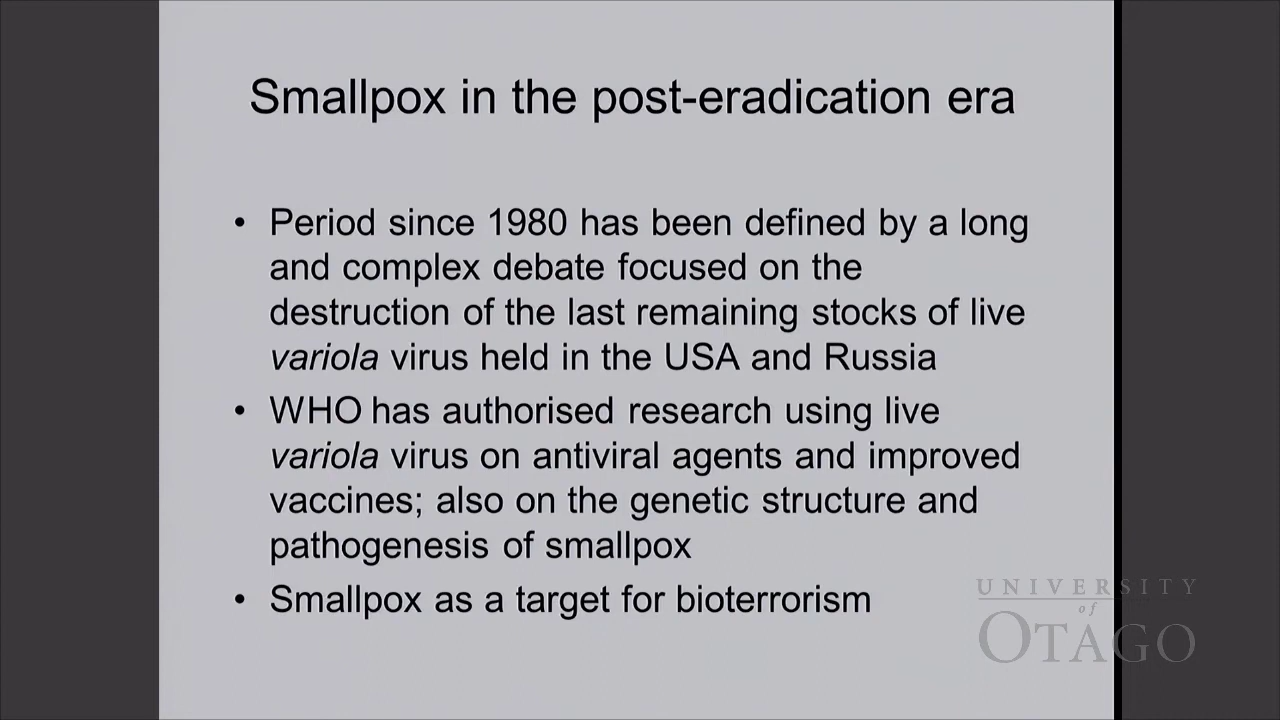 Smallpox in the post-eradication era
• Period since 1980 has been defined by a long
and complex debate focused on the
destruction of the last remaining stocks of live
variola virus held in the USA and Russia
• WHO has authorised research using live
variola virus on antiviral agents and improved
vaccines; also on the genetic structure and
pathogenesis of smallpox
• Smallpox as a target for bioterrorism
UNIVERSITY
of
OTAGO